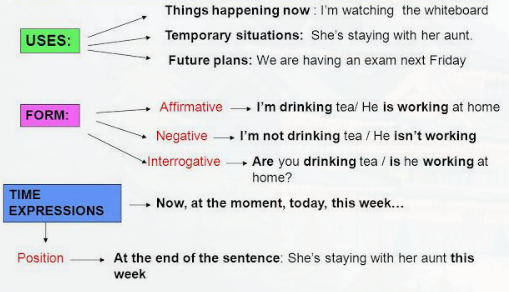 Things happening now : I'm watching the whiteboard
USES:
Temporary situations: She's staying with her aunt.
Future plans: We are having an exam next Friday
FORM:
Affirmative I'm drinking tea/ He is working at home
Negative I'm not drinking tea/ He isn't working
Interrogative Are you drinking tea / is he working at
home?
TIME
EXPRESSIONS
Now, at the moment, today, this week…
Position At the end of the sentence: She's staying with her aunt this
week